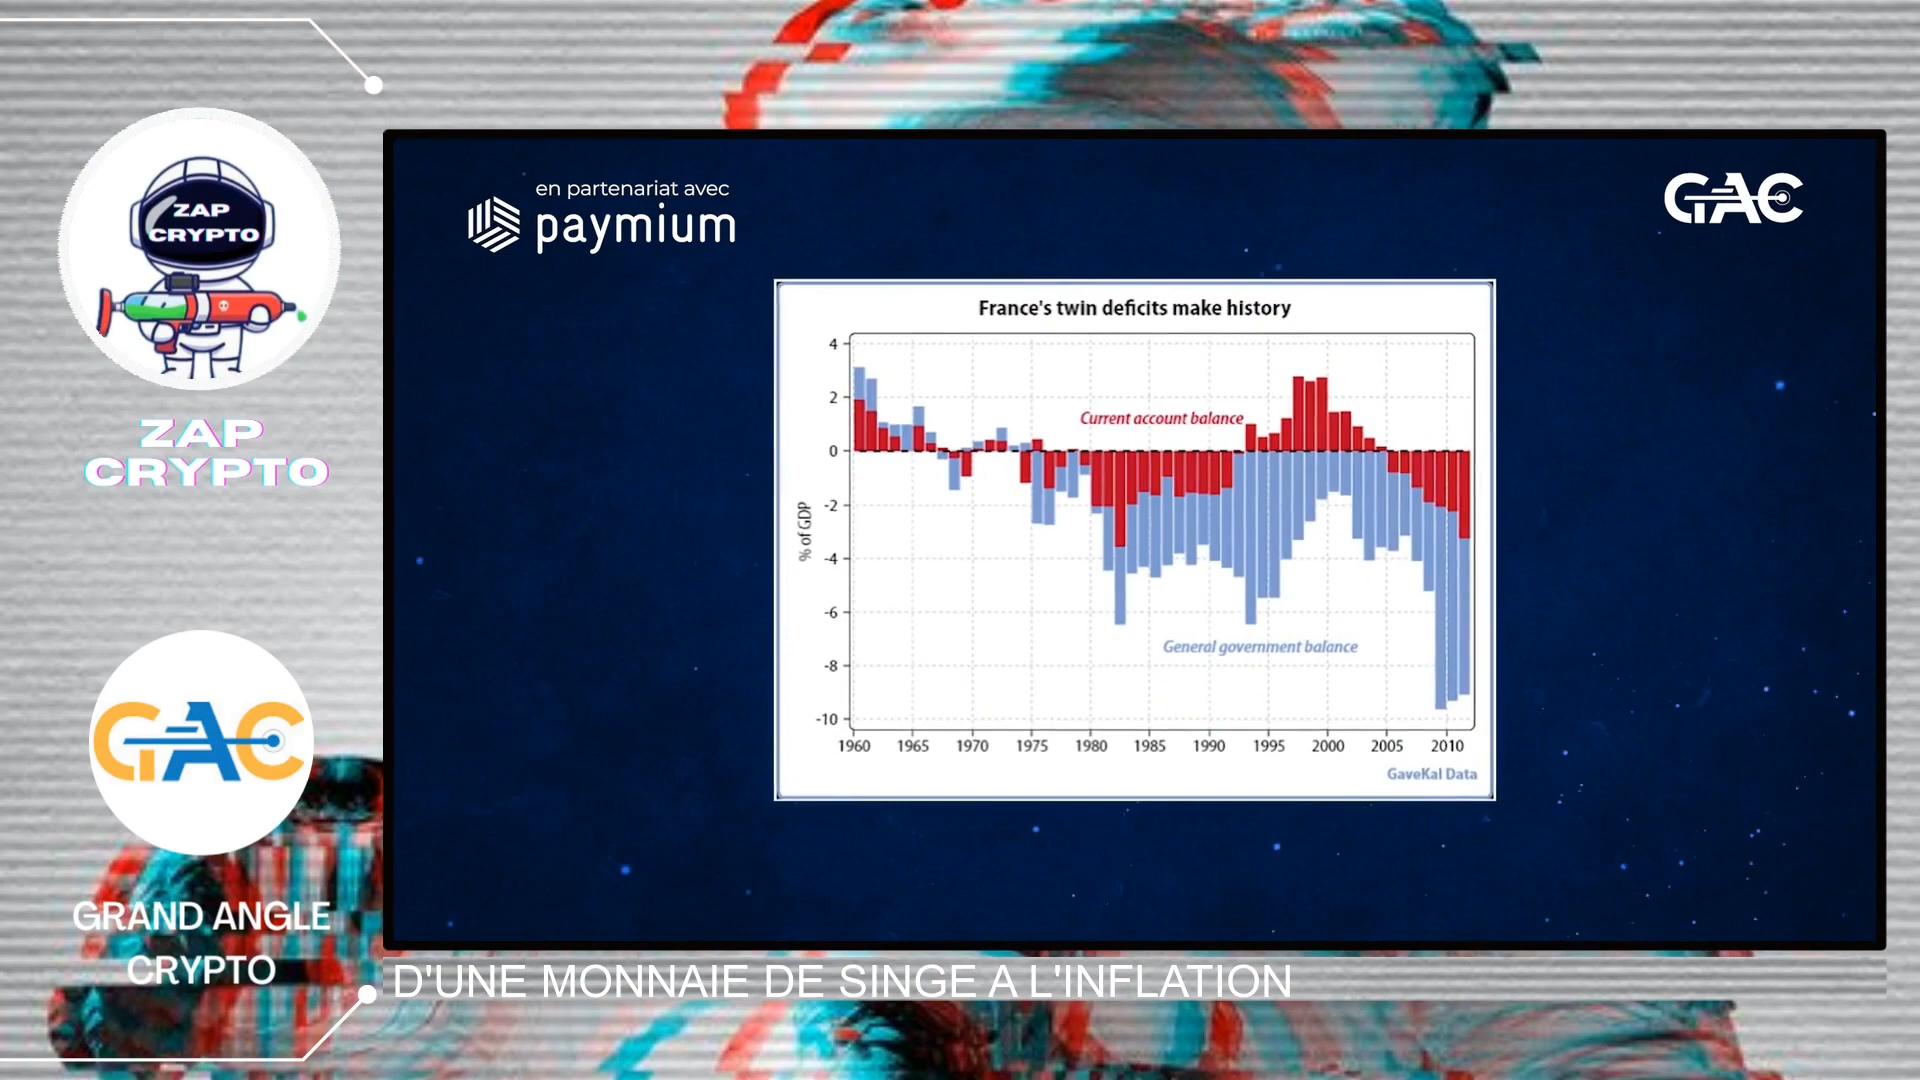 ZAP
CRYPTO
ZAP
CRYPTO
GAC
GRAND ANGLE
CRYPTO
en partenariat avec
paymium
GAC
France's twin deficits make history
4
2
0
-2
-4
-6
-8
-10
% of GDP
Current account balance
General government balance
1960 1965 1970 1975 1980 1985 1990 1995 2000 2005 2010
GaveKal Data
D'UNE MONNAIE DE SINGE A L'INFLATION